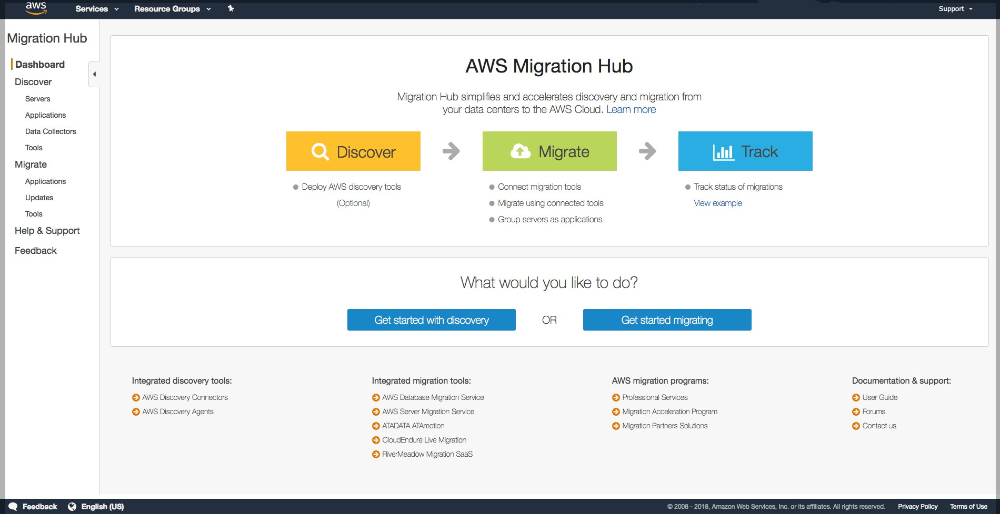 aws
Services
Resource Groups
Support
Migration Hub
Dashboard
Discover
Servers
Applications
Data Collectors
Tools
Migrate
Applications
Updates
Tools
Help & Support
Feedback
AWS Migration Hub
Migration Hub simplifies and accelerates discovery and migration from
your data centers to the AWS Cloud. Learn more
Discover
Deploy AWS discovery tools
(Optional)
Migrate
Connect migration tools
Migrate using connected tools
Group servers as applications
Track
Track status of migrations
View example
What would you like to do?
Get started with discovery
OR
Get started migrating
Integrated discovery tools:
AWS Discovery Connectors
AWS Discovery Agents
Integrated migration tools:
AWS Database Migration Service
AWS Server Migration Service
ATADATA ATAmotion
CloudEndure Live Migration
RiverMeadow Migration SaaS
AWS migration programs:
Professional Services
Migration Acceleration Program
Migration Partners Solutions
Documentation & support:
User Guide
Forums
Contact us
Feedback
English (US)
© 2008 - 2018, Amazon Web Services, Inc. or its affiliates. All rights reserved.
Privacy Policy
Terms of Use